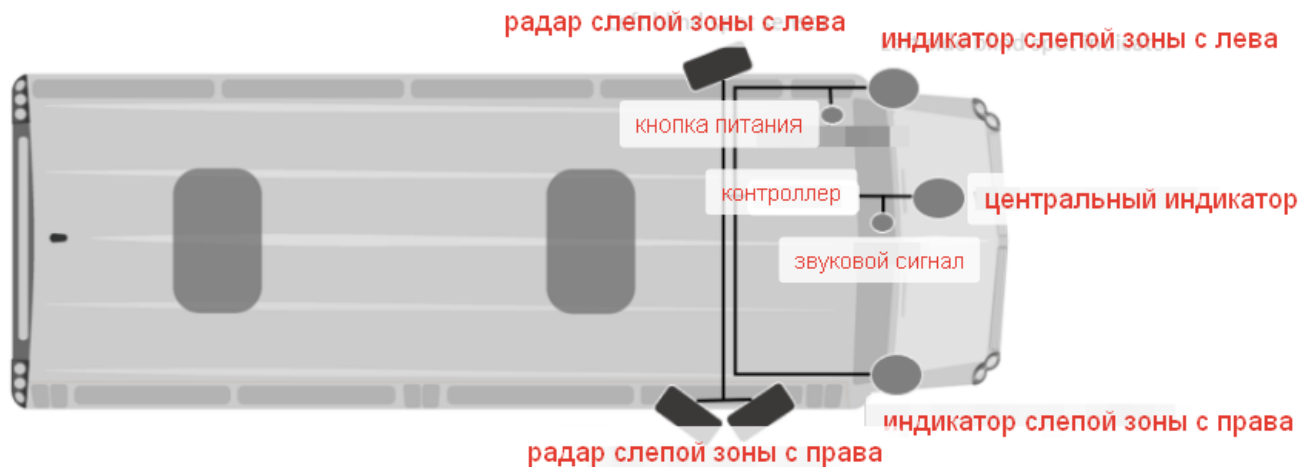 радар слепой зоны с лева
индикатор слепой зоны с лева
кнопка питания
контроллер
центральный индикатор
звуковой сигнал
индикатор слепой зоны с права
радар слепой зоны с права